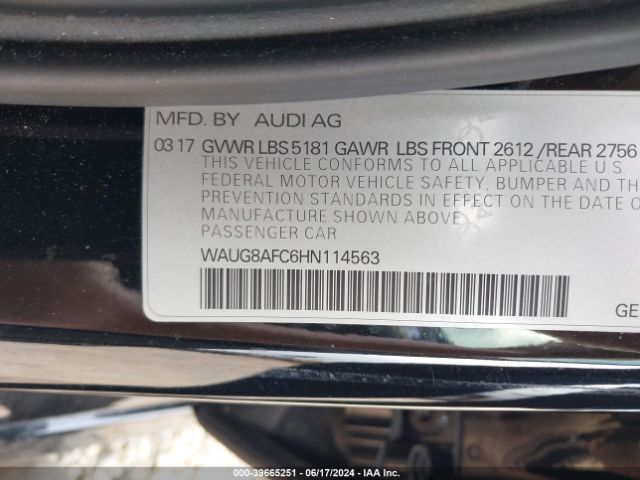 MFD. BY AUDI AG
03 17 GVWR LBS 5181 GAWR LBS FRONT 2612 /REAR 2756
THIS VEHICLE CONFORMS TO ALL APPLICABLE U.S
FEDERAL MOTOR VEHICLE SAFETY, BUMPER AND TH
PREVENTION STANDARDS IN EFFECT ON THE DATE O
MANUFACTURE SHOWN ABOVE
PASSENGER CAR
WAUG8AFC6HN114563
GE
000-39665251 - 06/17/2024 - IAA Inc.